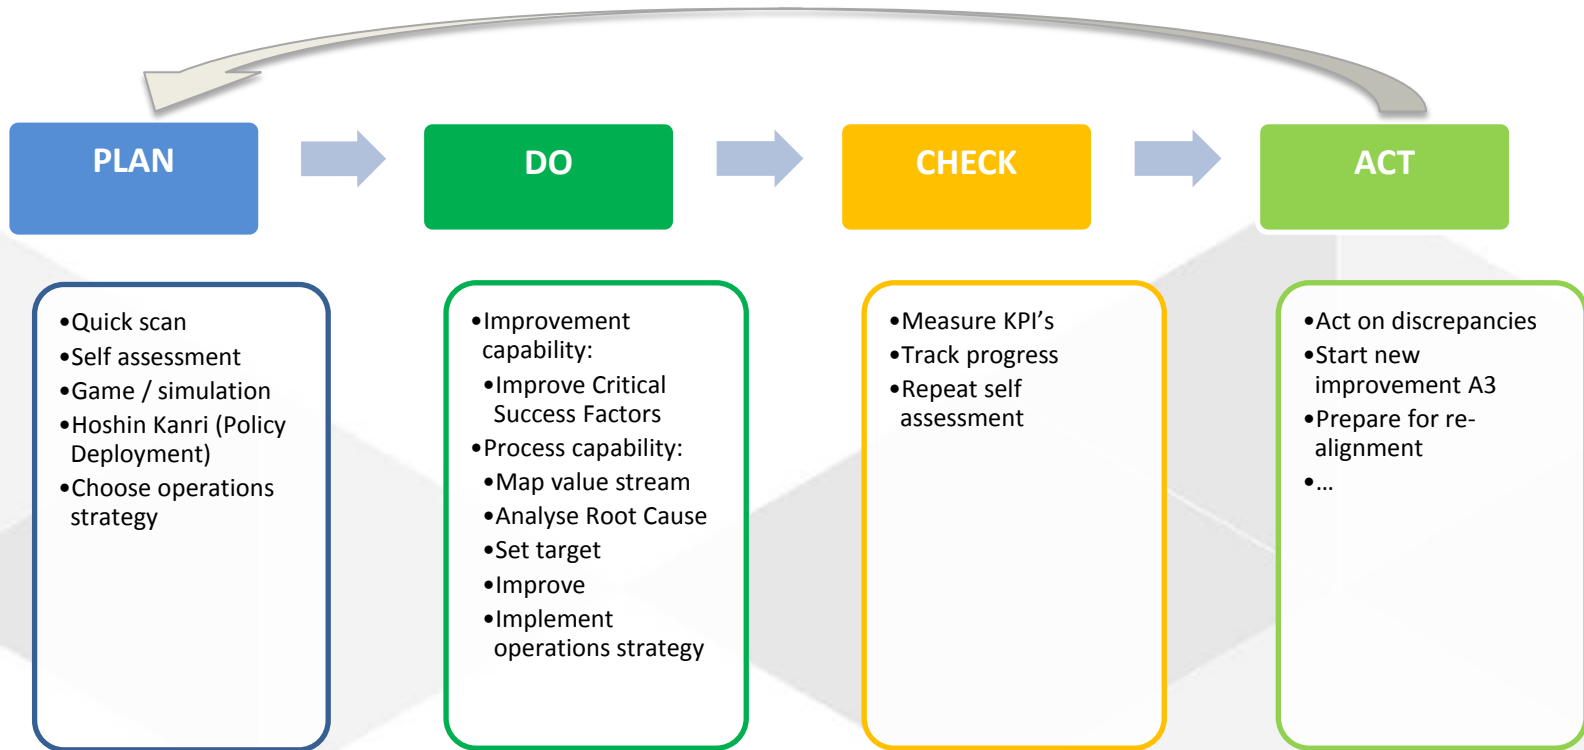 PLAN
DO
CHECK
ACT
•Quick scan
•Self assessment
•Game / simulation
•Hoshin Kanri (Policy
Deployment)
•Choose operations
strategy
•Improvement
capability:
•Improve Critical
Success Factors
•Process capability:
•Map value stream
•Analyse Root Cause
•Set target
•Improve
•Implement
operations strategy
•Measure KPI’s
•Track progress
•Repeat self
assessment
•Act on discrepancies
•Start new
improvement A3
•Prepare for re-
alignment
•…